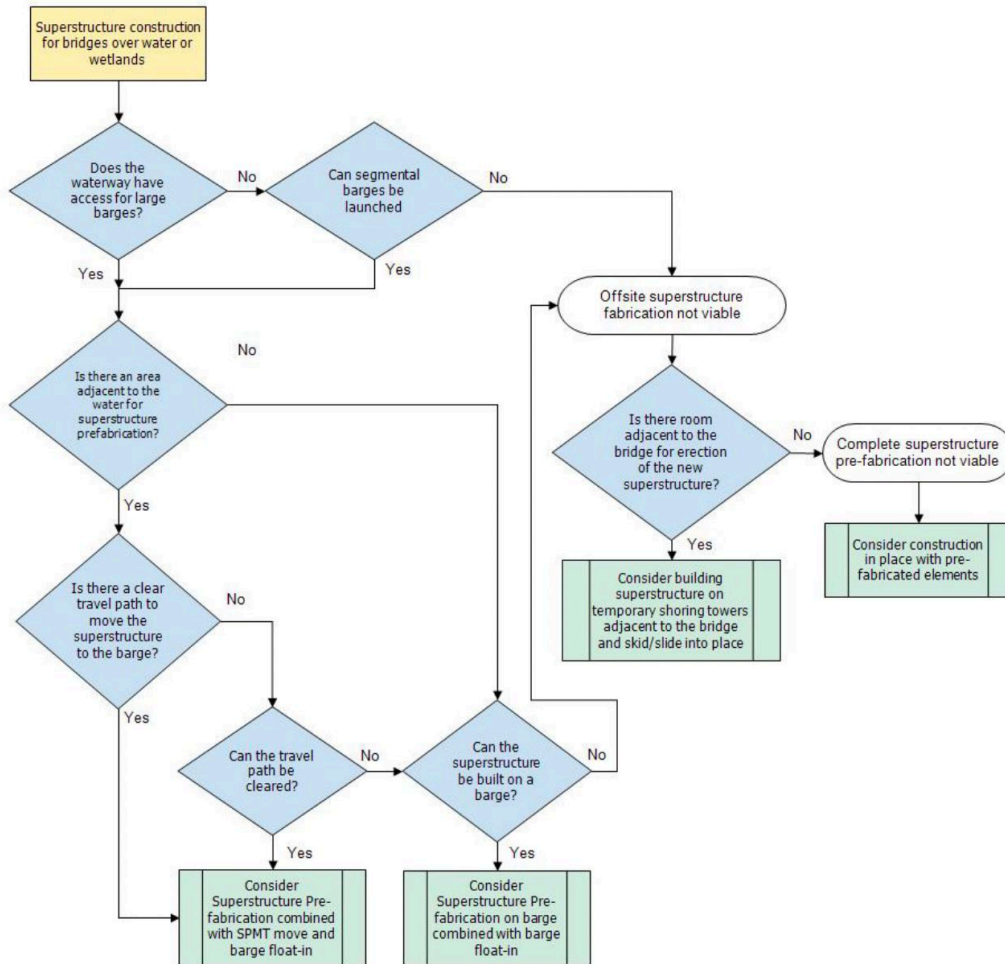 Superstructure construction
for bridges over water or
wetlands
Does the
waterway have
access for large
barges?
No
Can segmental
barges be
launched
No
Yes
Yes
Offsite superstructure
fabrication not viable
No
Is there an area
adjacent to the
water for
superstructure
prefabrication?
Is there room
adjacent to the
bridge for erection
of the new
superstructure?
No
Complete superstructure
pre-fabrication not viable
Yes
Yes
Consider construction
in place with pre-
fabricated elements
Consider building
superstructure on
temporary shoring towers
adjacent to the bridge
and skid/slide into place
Is there a clear
travel path to
move the
superstructure
to the barge?
No
Yes
Can the travel
path be
cleared?
No
Can the
superstructure
be built on a
barge?
No
Yes
Yes
Consider
Superstructure Pre-
fabrication combined
with SPMT move and
barge float-in
Consider
Superstructure Pre-
fabrication on barge
combined with barge
float-in